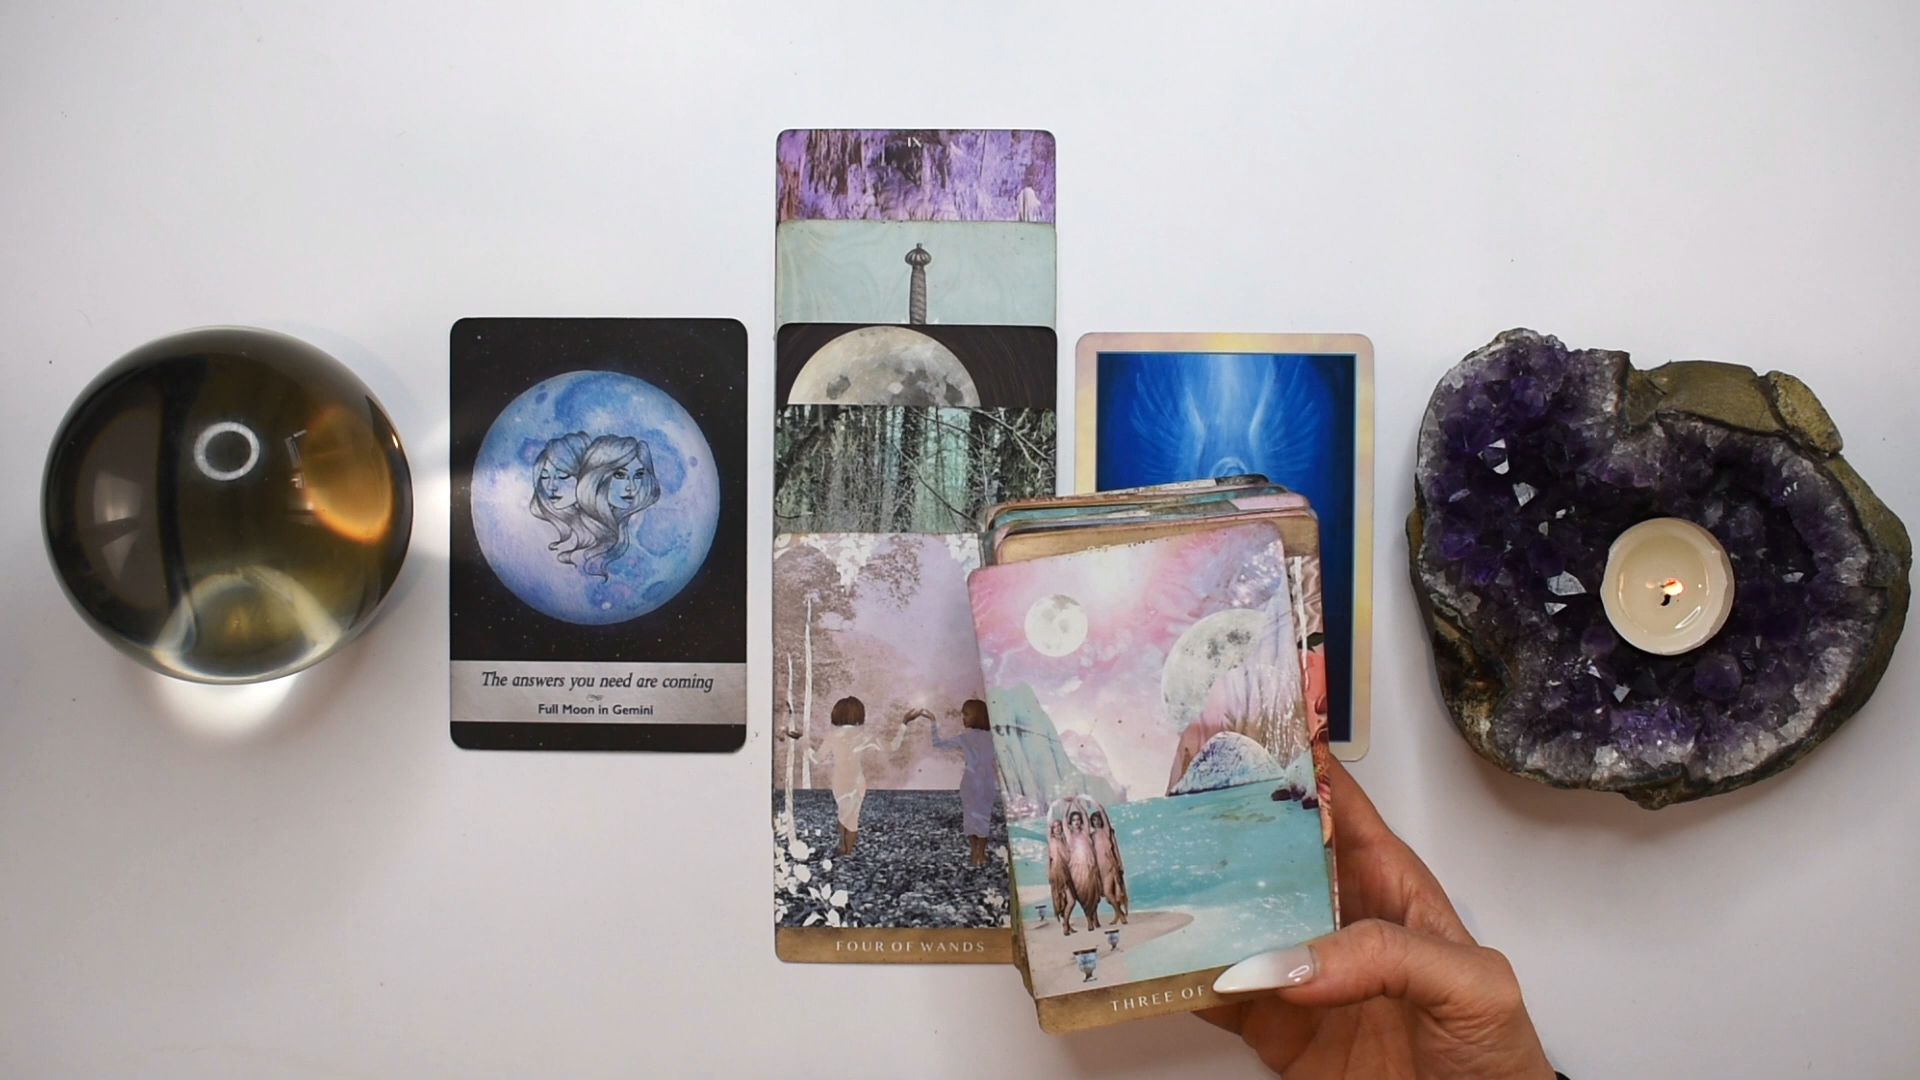 IX
The answers you need are coming
Full Moon in Gemini
FOUR OF WANDS
THREE OF